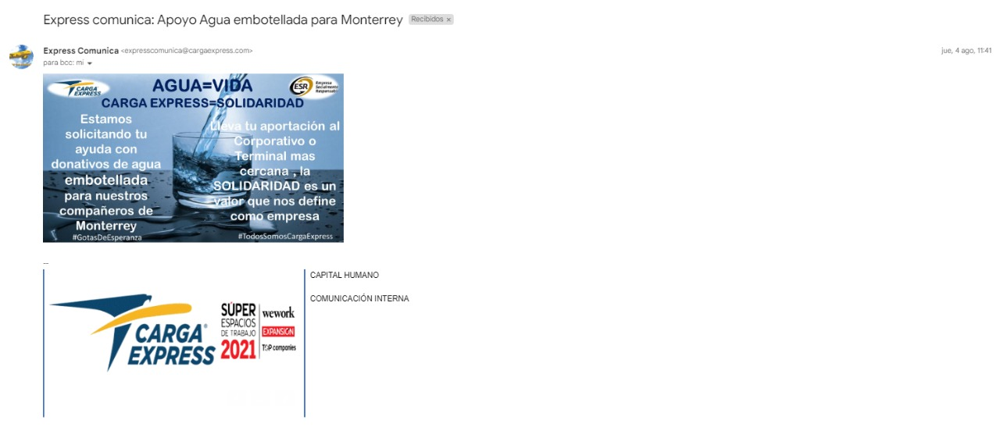 Express comunica: Apoyo Agua embotellada para Monterrey Recibidos x
Express Comunica <expresscomunica@cargaexpress.com> jue, 4 ago, 11:41
para bcc: mi
CARGA
EXPRESS
AGUA=VIDA
CARGA EXPRESS=SOLIDARIDAD
ESR Empresa
Socialmente
Responsable
Estamos
solicitando tu
ayuda con
donativos de agua
embotellada
para nuestros
compañeros de
Monterrey
#GotasDeEsperanza
Lleva tu aportación al
Corporativo o
Terminal mas
cercana , la
SOLIDARIDAD es un
valor que nos define
como empresa
#TodosSomosCargaExpress
--
CARGA®
EXPRESS
SÚPER
ESPACIOS
DE TRABAJO
2021
wework
EXPANSIÓN
TOP companies
CAPITAL HUMANO
COMUNICACIÓN INTERNA